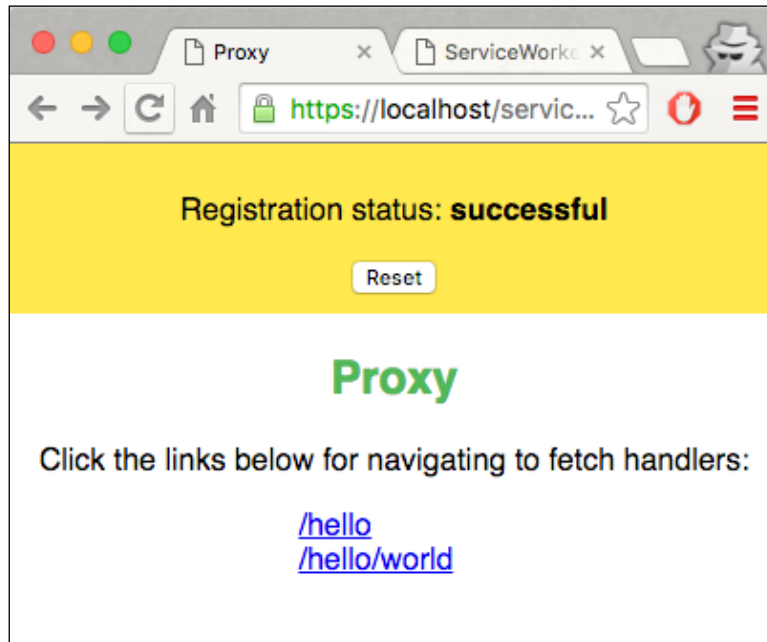 Proxy
ServiceWorke
https://localhost/servic...
Registration status: successful
Reset
Proxy
Click the links below for navigating to fetch handlers:
/hello
/hello/world